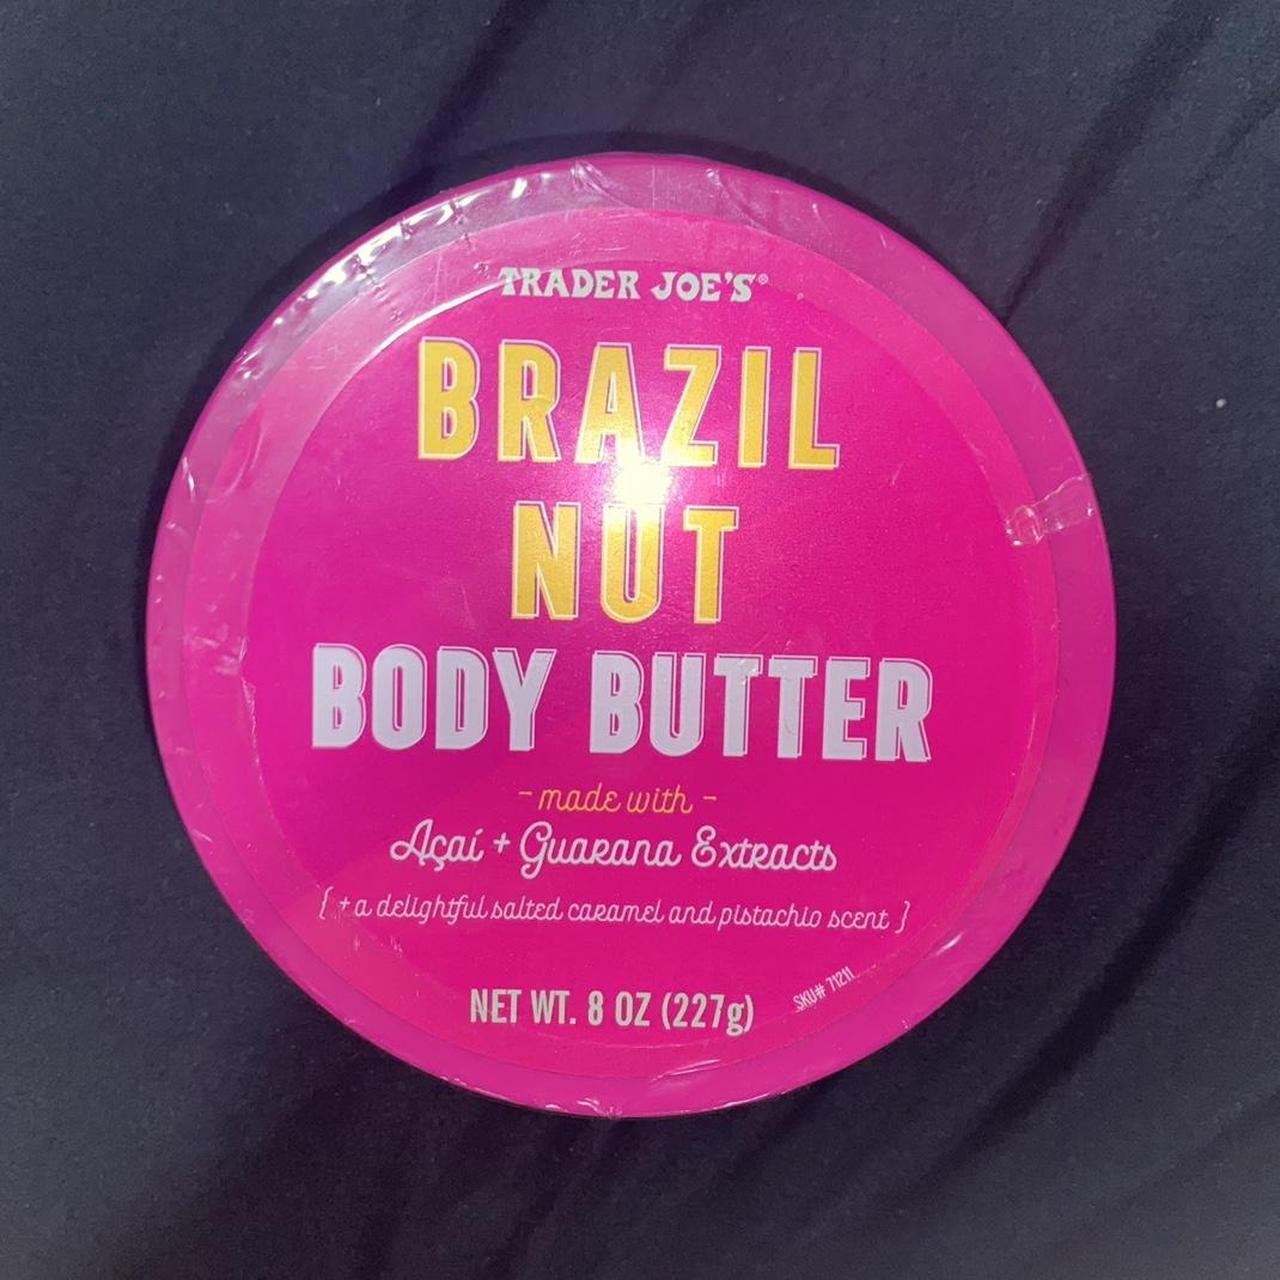 TRADER JOE'S®
BRAZIL
NUT
BODY BUTTER
- made with -
Açaí + Guarana Extracts
{ + a delightful salted caramel and pistachio scent }
SKU# 71211
NET WT. 8 OZ (227g)